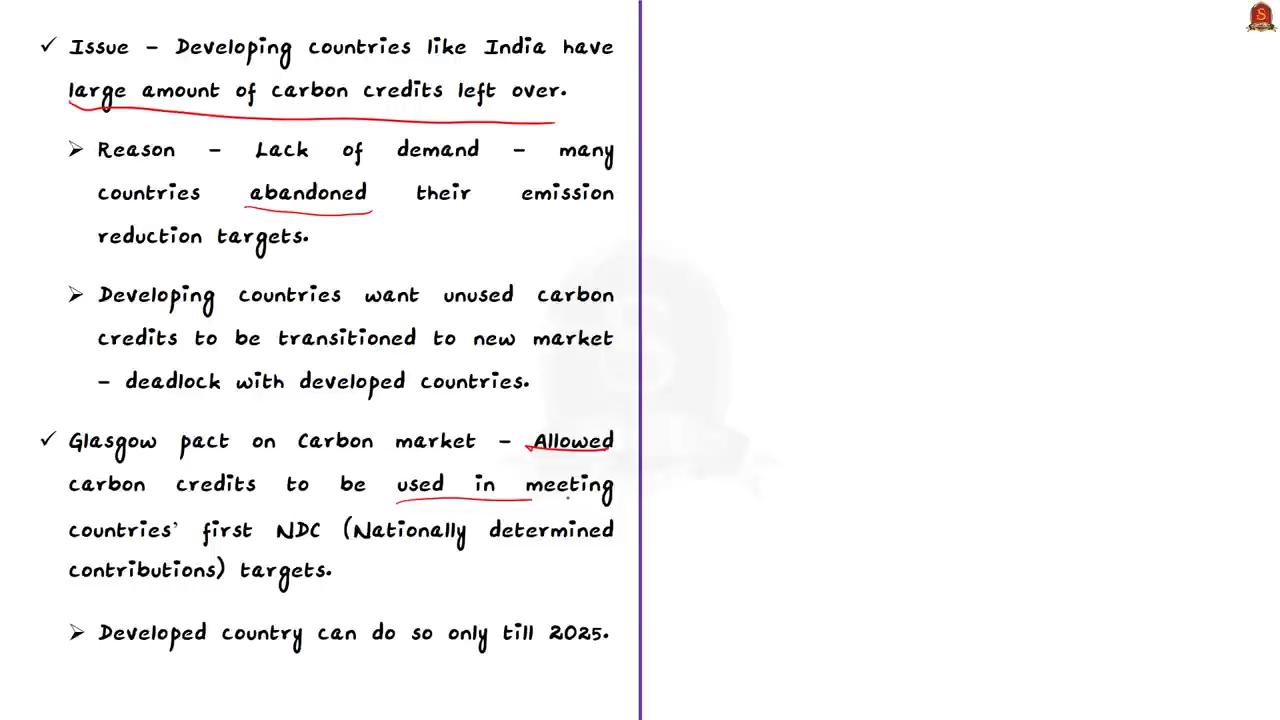 ✓ Issue – Developing countries like India have
large amount of carbon credits left over.
➢ Reason – Lack of demand – many
countries abandoned their emission
reduction targets.
➢ Developing countries want unused carbon
credits to be transitioned to new market
– deadlock with developed countries.
✓ Glasgow pact on Carbon market – Allowed
carbon credits to be used in meeting
countries' first NDC (Nationally determined
contributions) targets.
➢ Developed country can do so only till 2025.
S
S